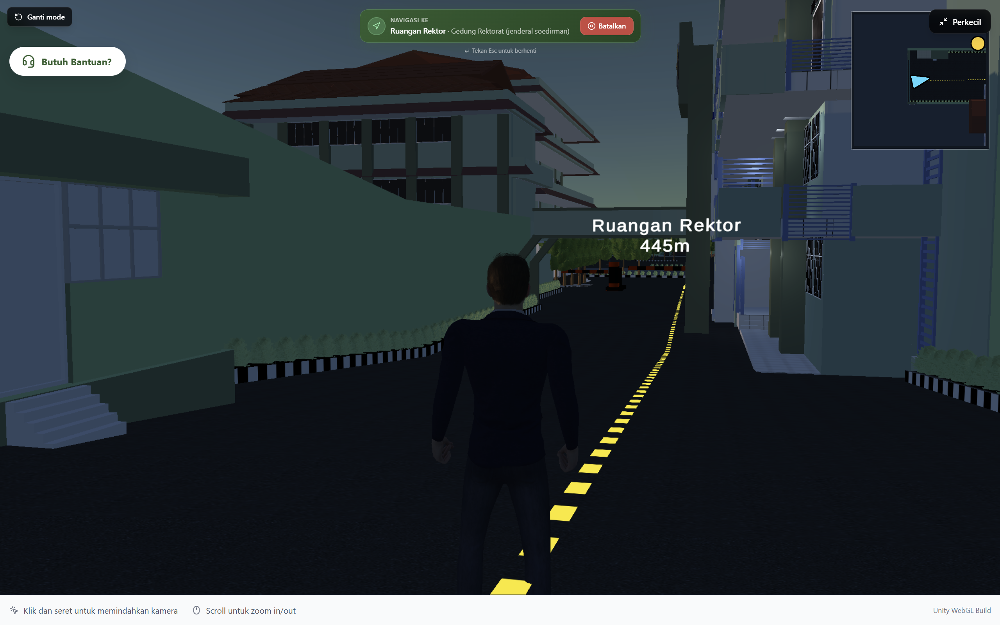 Ganti mode
NAVIGASI KE
Ruangan Rektor · Gedung Rektorat (jenderal soedirman)
Batalkan
Perkecil
Tekan Esc untuk berhenti
Butuh Bantuan?
Ruangan Rektor
445m
Klik dan seret untuk memindahkan kamera
Scroll untuk zoom in/out
Unity WebGL Build